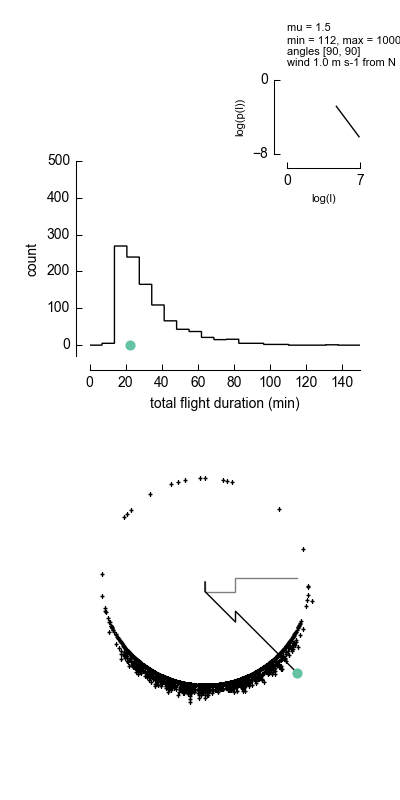 mu = 1.5
min = 112, max = 1000
angles [90, 90]
wind 1.0 m s-1 from N
0
log(p(l))
−8
0 7
log(l)
500
400
300
count
200
100
0
0 20 40 60 80 100 120 140
total flight duration (min)